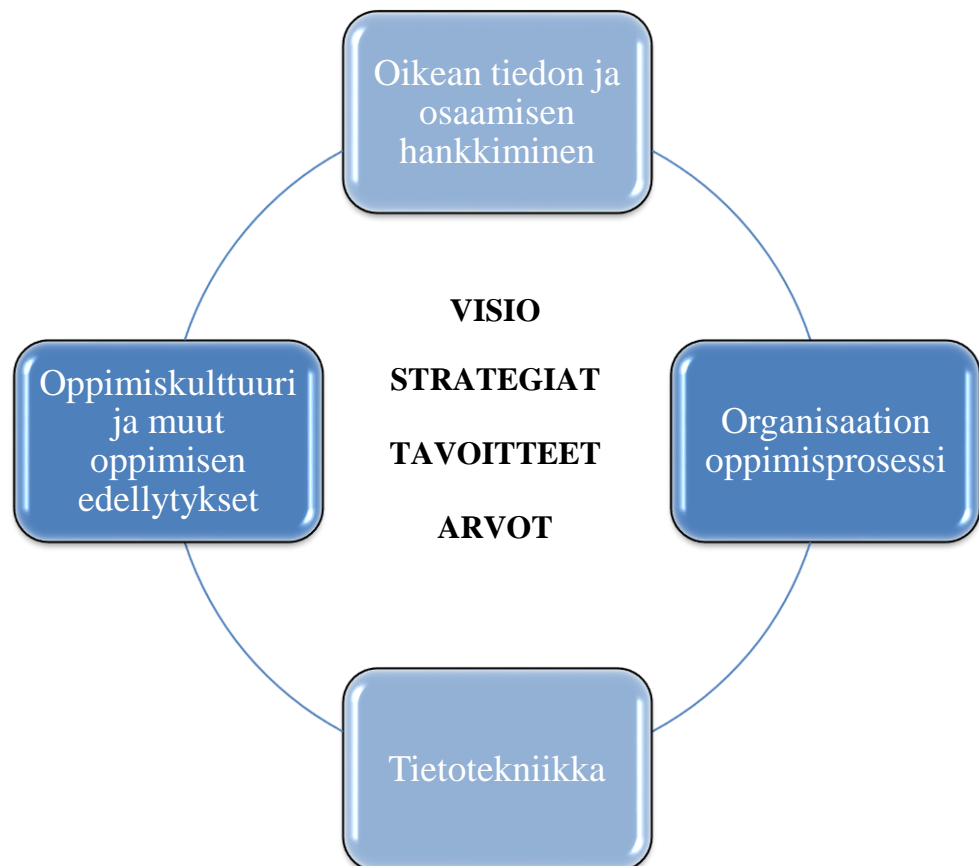 Oikean tiedon ja
osaamisen
hankkiminen
VISIO
STRATEGIAT
TAVOITTEET
ARVOT
Oppimiskulttuuri
ja muut
oppimisen
edellytykset
Organisaation
oppimisprosessi
Tietotekniikka